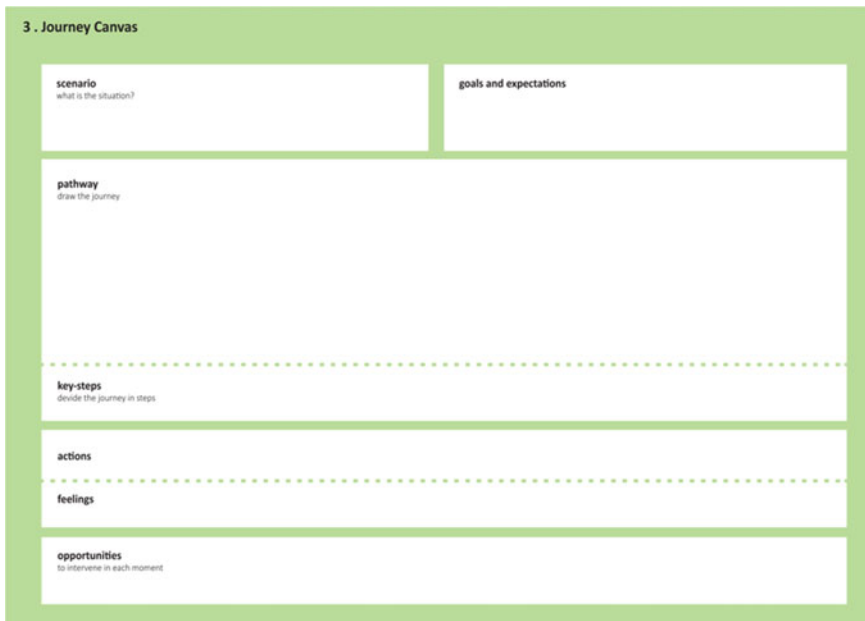 3 . Journey Canvas
scenario
what is the situation?
goals and expectations
pathway
draw the journey
key-steps
devide the journey in steps
actions
feelings
opportunities
to intervene in each moment